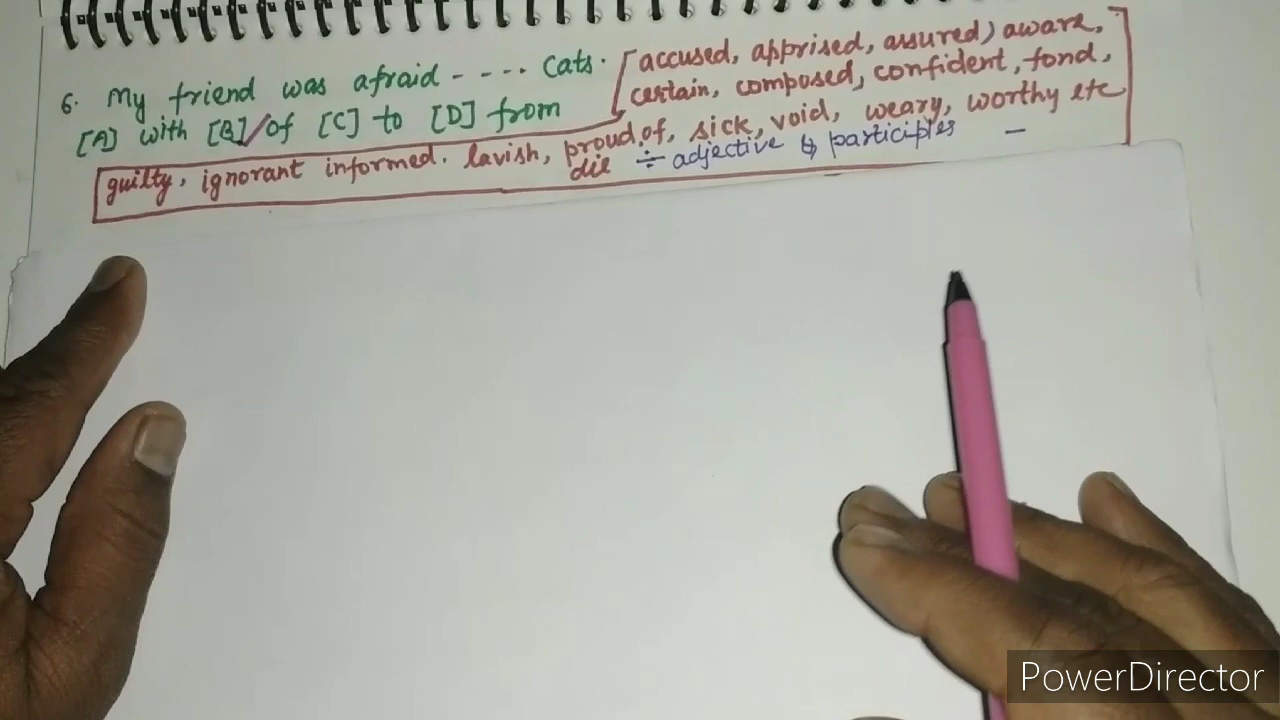 6. My friend was afraid - - - - Cats.
[A] with [B] of [C] to [D] from
[accused, apprised, assured) aware,
certain, composed, confident, fond,
guilty, ignorant informed. lavish, proud of, sick, void, weary, worthy etc
die ÷ adjective ↳ participles —
PowerDirector